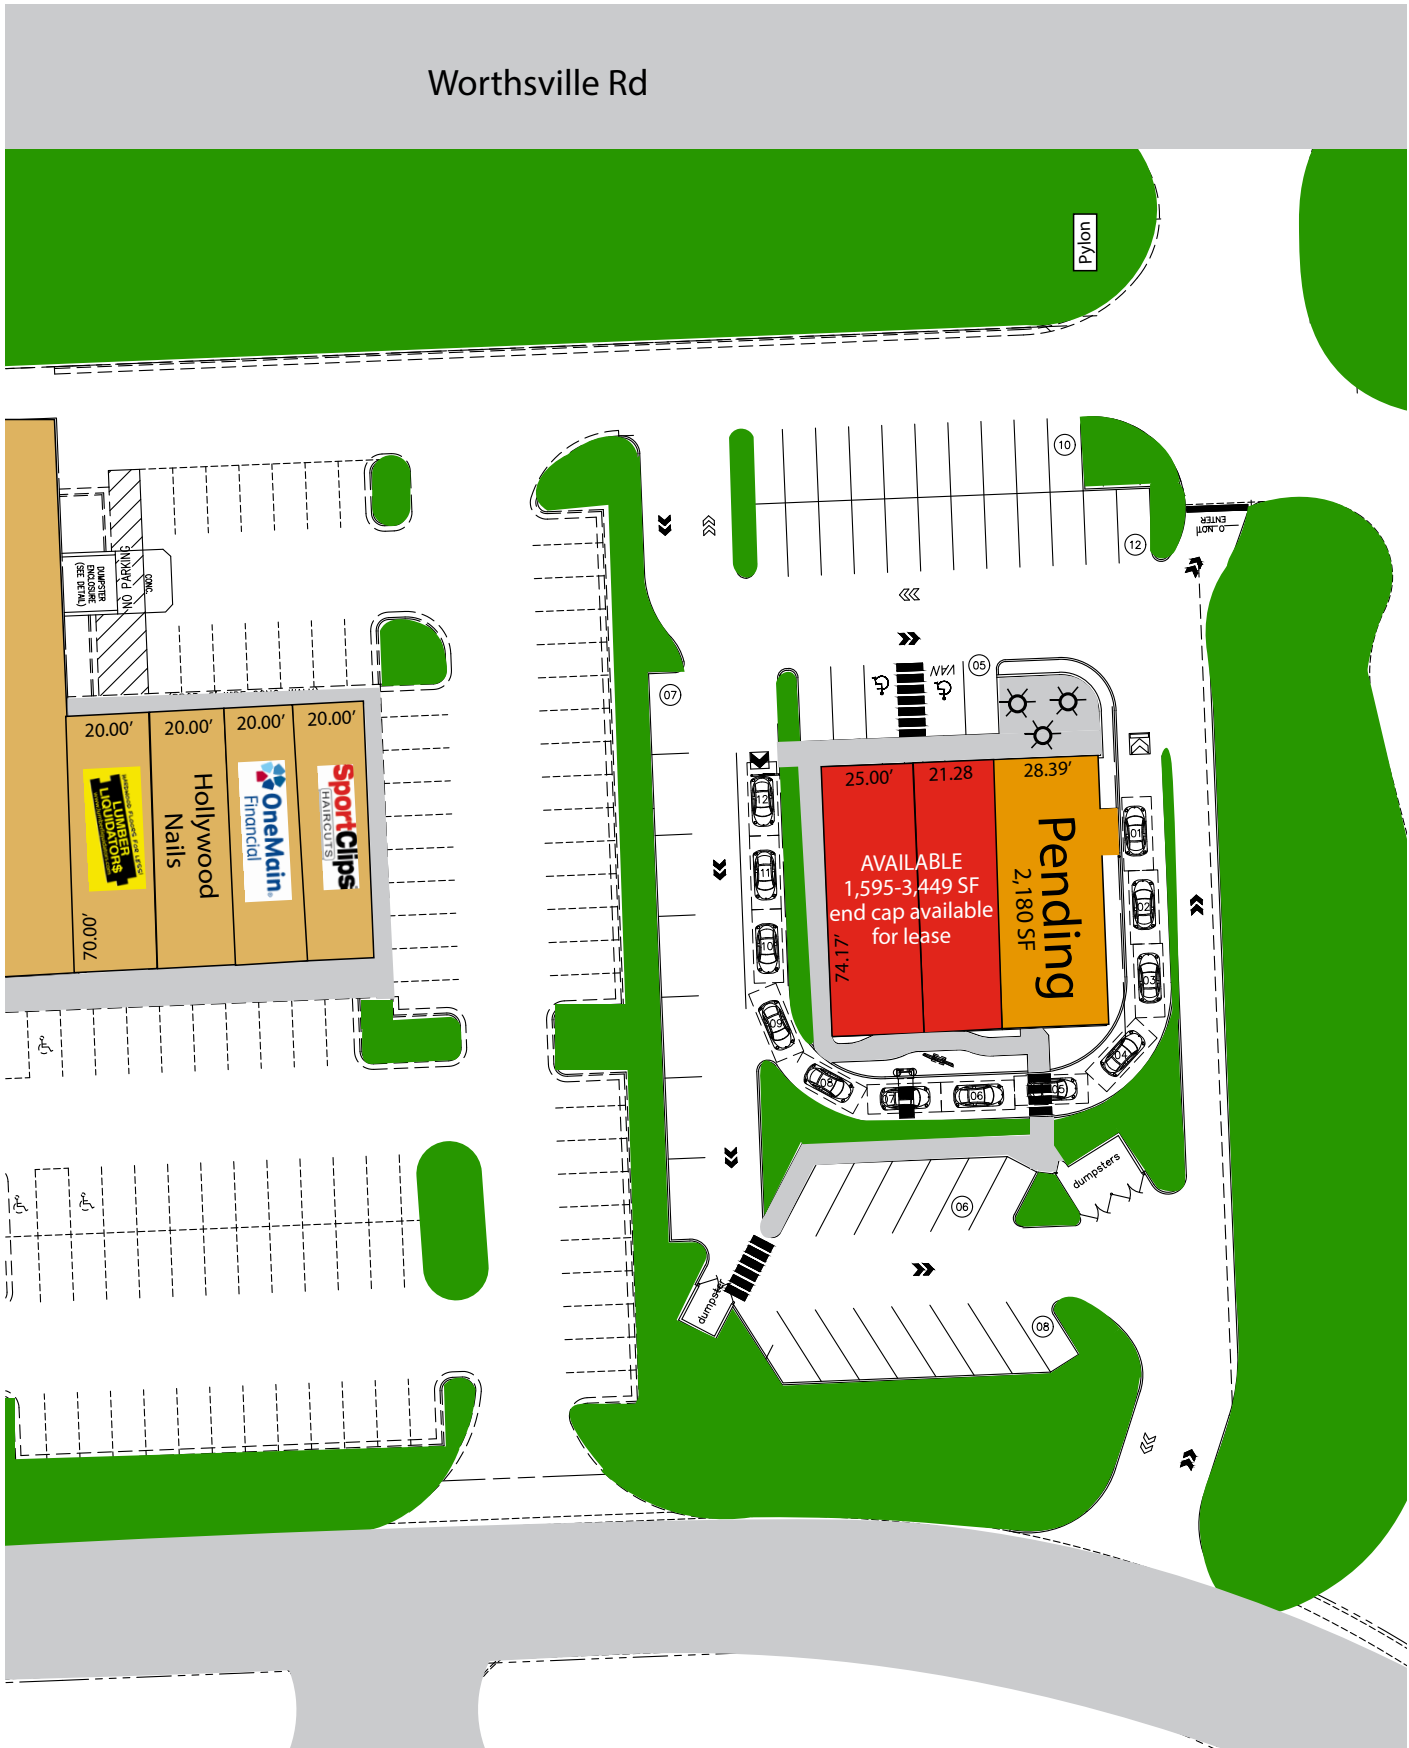 Worthsville Rd
Pylon
10
12
ENTER
NO PARKING
CONC.
DUMPSTER
ENCLOSURE
(SEE DETAIL)
VAN
05
07
20.00'
20.00'
20.00'
20.00'
LUMBER
LIQUIDATORS
Hollywood
Nails
OneMain
Financial
SportClips
HAIRCUTS
70.00'
25.00'
21.28
28.39'
AVAILABLE
1,595-3,449 SF
end cap available
for lease
74.17'
Pending
2,180 SF
12
11
10
09
08
07
06
05
04
03
02
01
dumpsters
06
dumpster
08